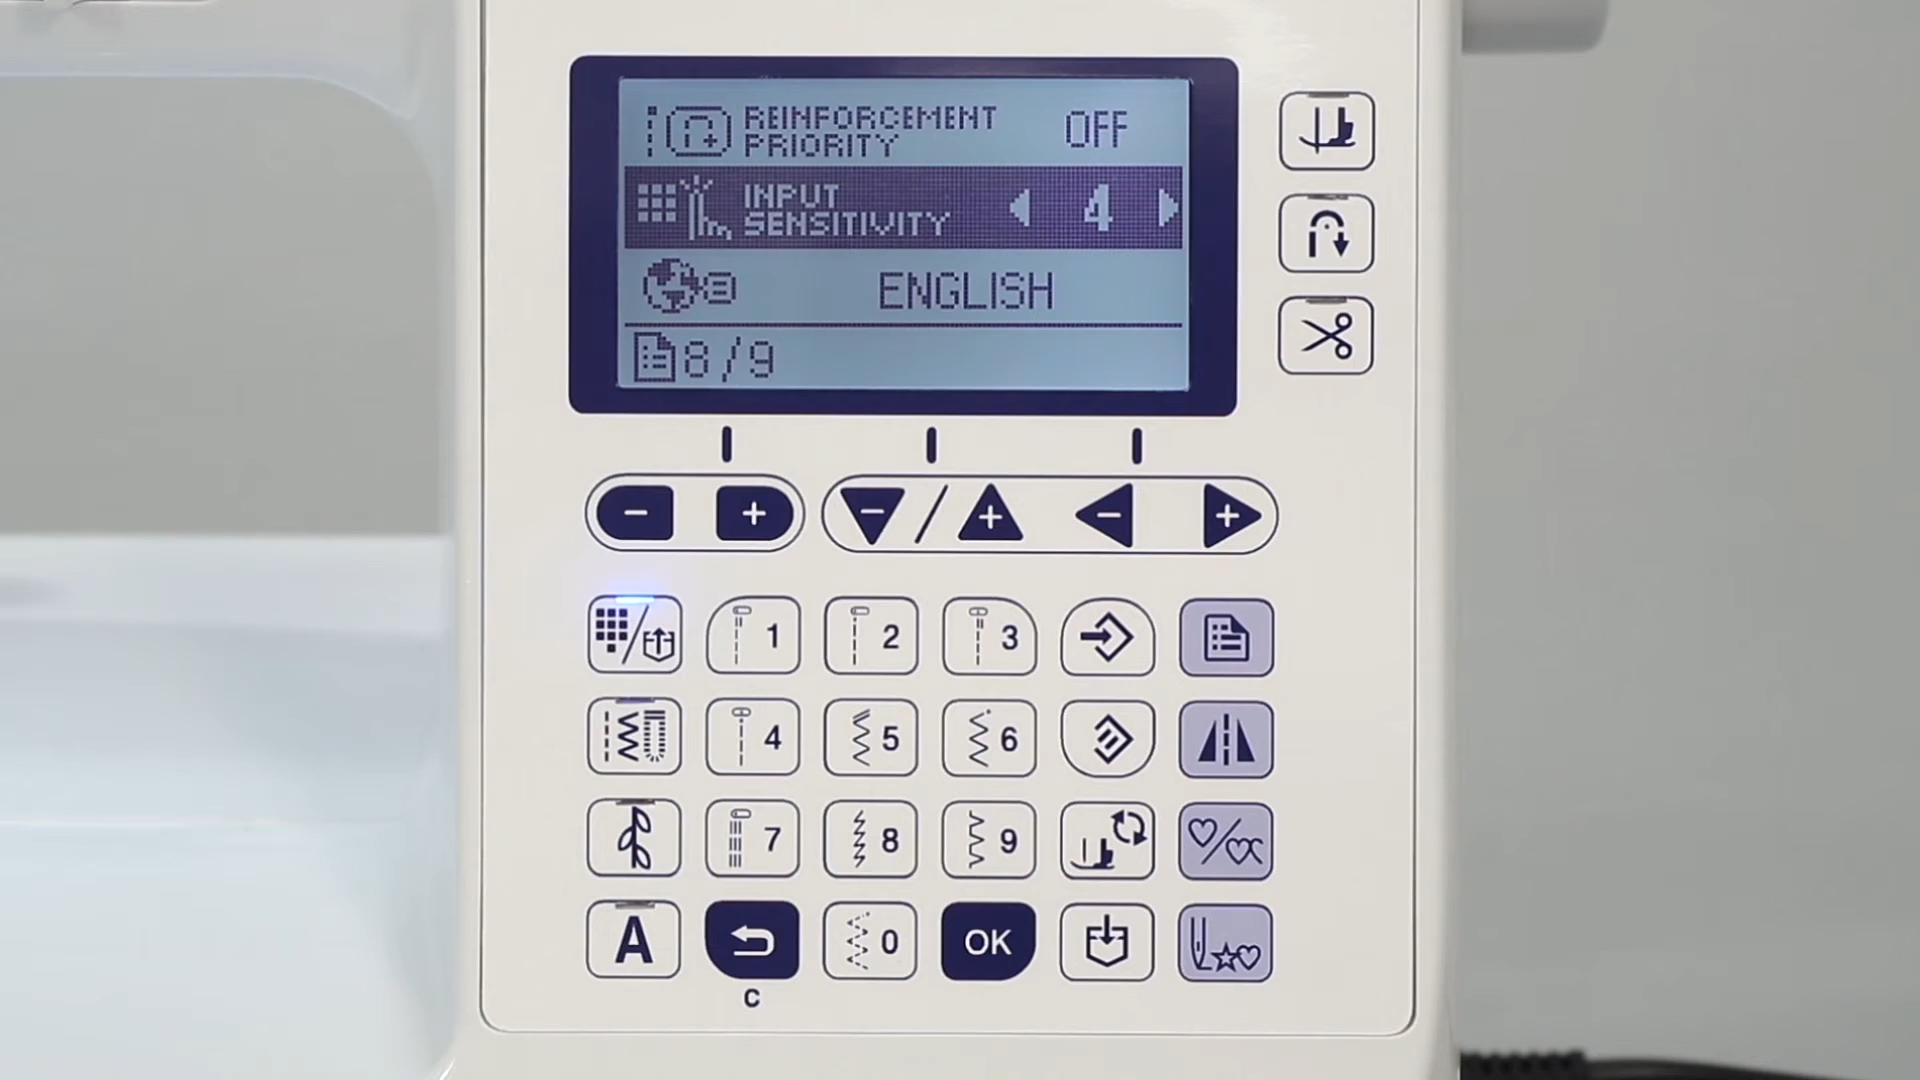 REINFORCEMENT
PRIORITY OFF
INPUT
SENSITIVITY 4
ENGLISH
8/9
- + - / + - +
1 2 3
4 5 6
7 8 9
A 0 OK
C